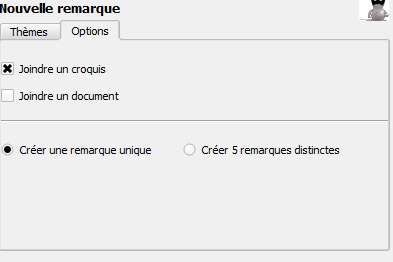 Nouvelle remarque
Thèmes
Options
Joindre un croquis
Joindre un document
Créer une remarque unique
Créer 5 remarques distinctes